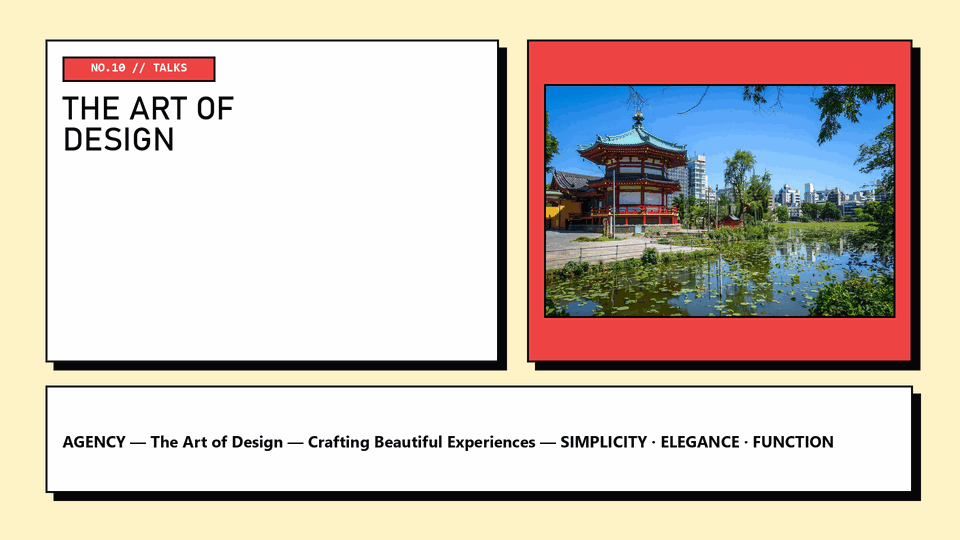 NO.10 // TALKS
THE ART OF
DESIGN
AGENCY — The Art of Design — Crafting Beautiful Experiences — SIMPLICITY · ELEGANCE · FUNCTION